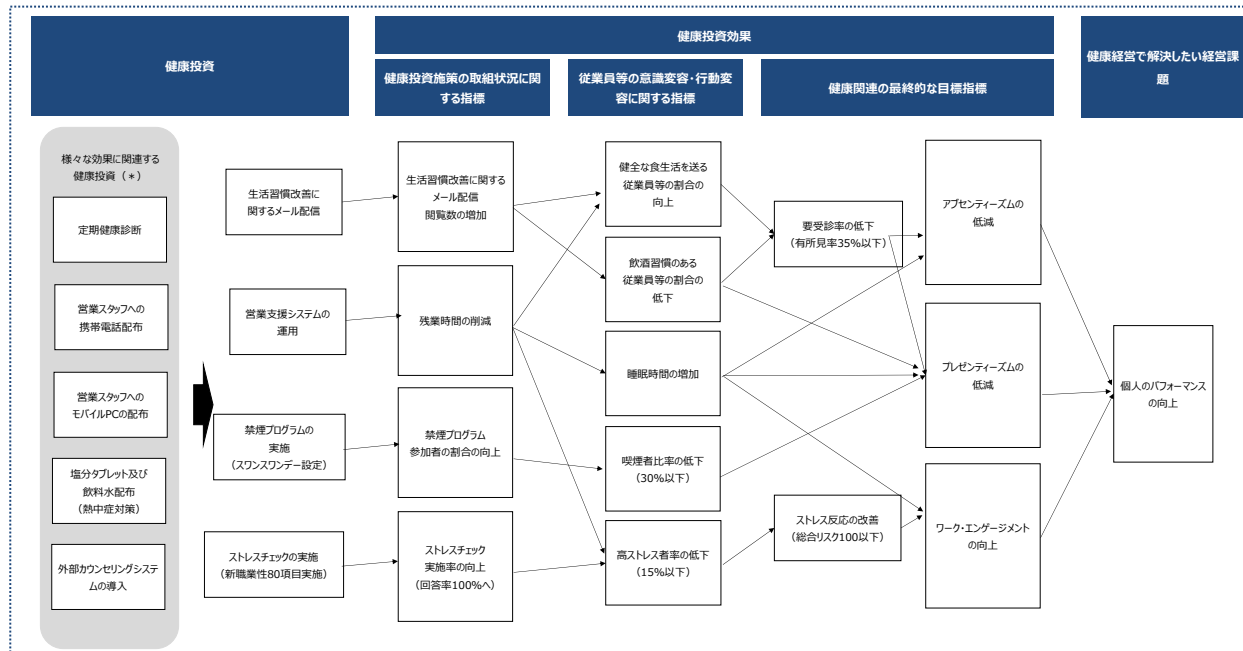 健康投資
健康投資効果
健康経営で解決したい経営課
題
健康投資施策の取組状況に関
する指標
従業員等の意識変容・行動変
容に関する指標
健康関連の最終的な目標指標
様々な効果に関連する
健康投資（＊）
定期健康診断
営業スタッフへの
携帯電話配布
営業スタッフへの
モバイルPCの配布
塩分タブレット及び
飲料水配布
（熱中症対策）
外部カウンセリングシステ
ムの導入
生活習慣改善に
関するメール配信
営業支援システムの
運用
禁煙プログラムの
実施
（スワンスワンデー設定）
ストレスチェックの実施
（新職業性80項目実施）
生活習慣改善に関する
メール配信
閲覧数の増加
残業時間の削減
禁煙プログラム
参加者の割合の向上
ストレスチェック
実施率の向上
（回答率100%へ）
健全な食生活を送る
従業員等の割合の
向上
飲酒習慣のある
従業員等の割合の
低下
睡眠時間の増加
喫煙者比率の低下
（30%以下）
高ストレス者率の低下
（15%以下）
要受診率の低下
（有所見率35%以下）
ストレス反応の改善
（総合リスク100以下）
アブセンティーズムの
低減
プレゼンティーズムの
低減
ワーク・エンゲージメント
の向上
個人のパフォーマンス
の向上